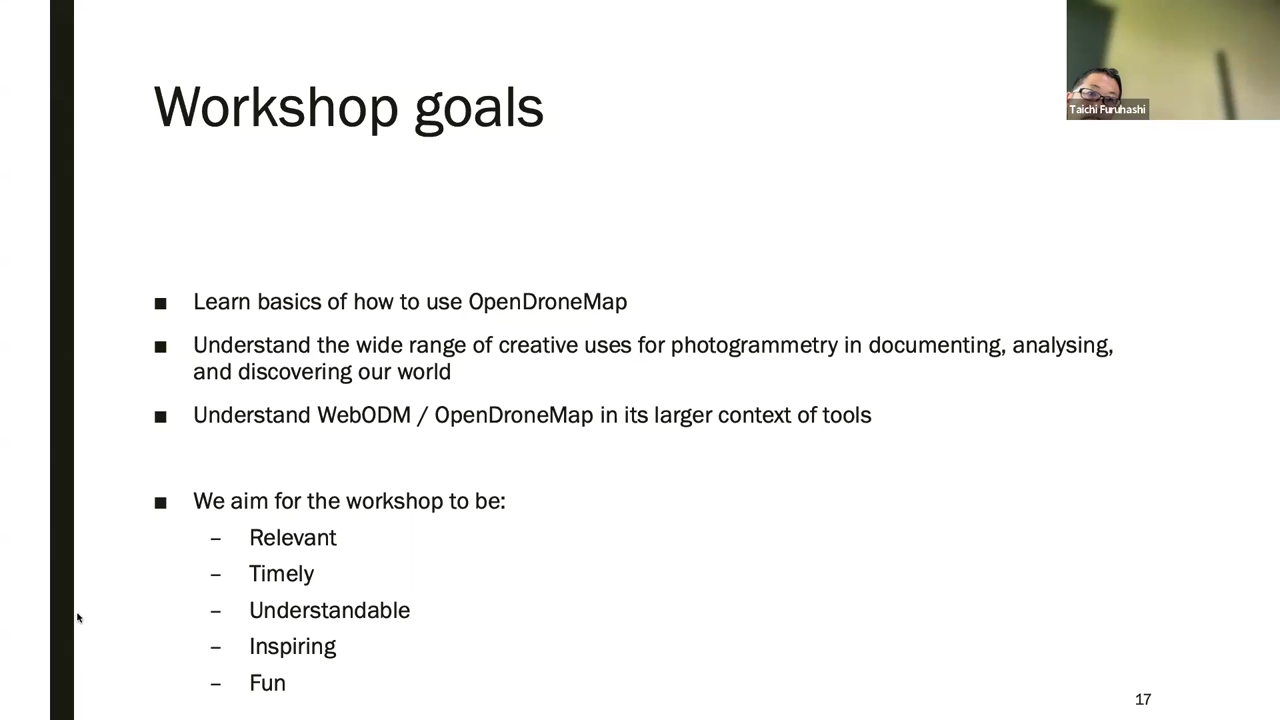 Workshop goals
Taichi Furuhashi
■ Learn basics of how to use OpenDroneMap
■ Understand the wide range of creative uses for photogrammetry in documenting, analysing,
and discovering our world
■ Understand WebODM / OpenDroneMap in its larger context of tools
■ We aim for the workshop to be:
– Relevant
– Timely
– Understandable
– Inspiring
– Fun
17